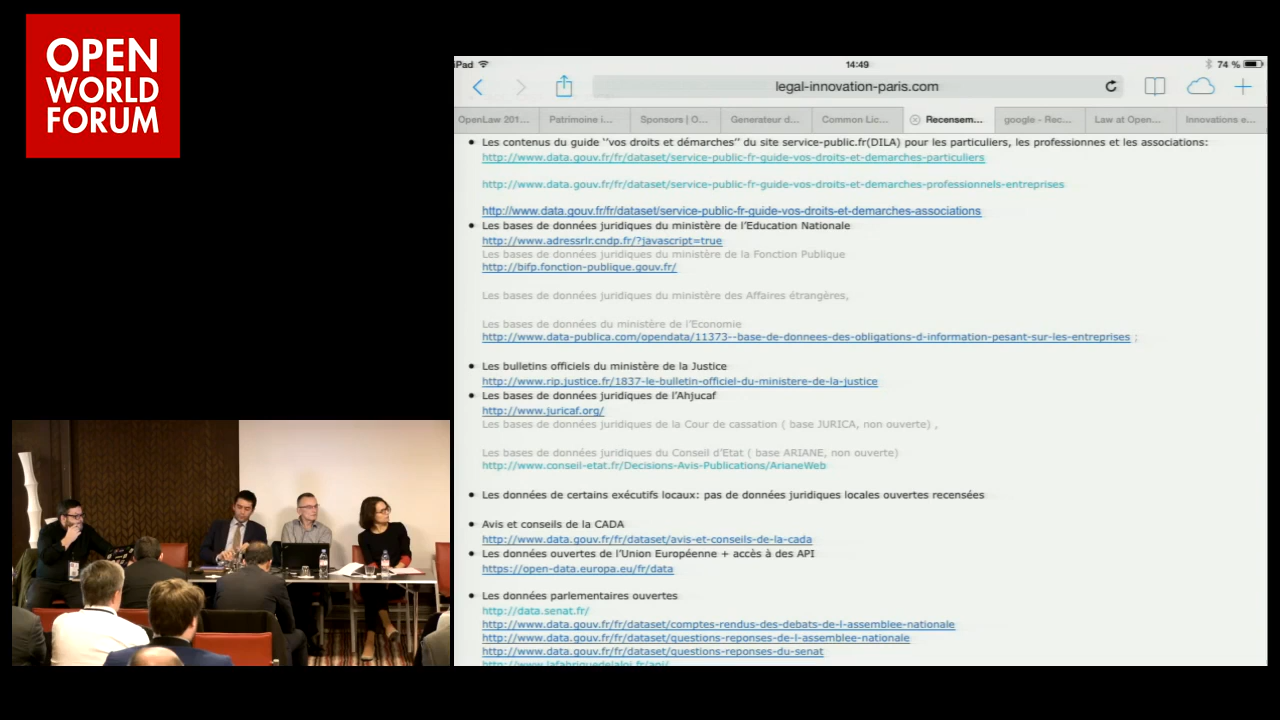 OPEN
WORLD
FORUM
iPad
14:49
74 %
legal-innovation-paris.com
OpenLaw 201...
Patrimoine i...
Sponsors | O...
Generateur d...
Common Lic...
Recensem...
google - Rec...
Law at Open...
Innovations e...
• Les contenus du guide ‘‘vos droits et démarches’’ du site service-public.fr(DILA) pour les particuliers, les professionnes et les associations:
http://www.data.gouv.fr/fr/dataset/service-public-fr-guide-vos-droits-et-demarches-particuliers
http://www.data.gouv.fr/fr/dataset/service-public-fr-guide-vos-droits-et-demarches-professionnels-entreprises
http://www.data.gouv.fr/fr/dataset/service-public-fr-guide-vos-droits-et-demarches-associations
• Les bases de données juridiques du ministère de l’Education Nationale
http://www.adressrlr.cndp.fr/?javascript=true
Les bases de données juridiques du ministère de la Fonction Publique
http://bifp.fonction-publique.gouv.fr/
Les bases de données juridiques du ministère des Affaires étrangères,
Les bases de données du ministère de l’Economie
http://www.data-publica.com/opendata/11373--base-de-donnees-des-obligations-d-information-pesant-sur-les-entreprises ;
• Les bulletins officiels du ministère de la Justice
http://www.rip.justice.fr/1837-le-bulletin-officiel-du-ministere-de-la-justice
• Les bases de données juridiques de l’Ahjucaf
http://www.juricaf.org/
Les bases de données juridiques de la Cour de cassation ( base JURICA, non ouverte) ,
Les bases de données juridiques du Conseil d’Etat ( base ARIANE, non ouverte)
http://www.conseil-etat.fr/Decisions-Avis-Publications/ArianeWeb
• Les données de certains exécutifs locaux: pas de données juridiques locales ouvertes recensées
• Avis et conseils de la CADA
http://www.data.gouv.fr/fr/dataset/avis-et-conseils-de-la-cada
• Les données ouvertes de l’Union Européenne + accès à des API
https://open-data.europa.eu/fr/data
• Les données parlementaires ouvertes
http://data.senat.fr/
http://www.data.gouv.fr/fr/dataset/comptes-rendus-des-debats-de-l-assemblee-nationale
http://www.data.gouv.fr/fr/dataset/questions-reponses-de-l-assemblee-nationale
http://www.data.gouv.fr/fr/dataset/questions-reponses-du-senat
http://www.lafabriquedelaloi.fr/api/